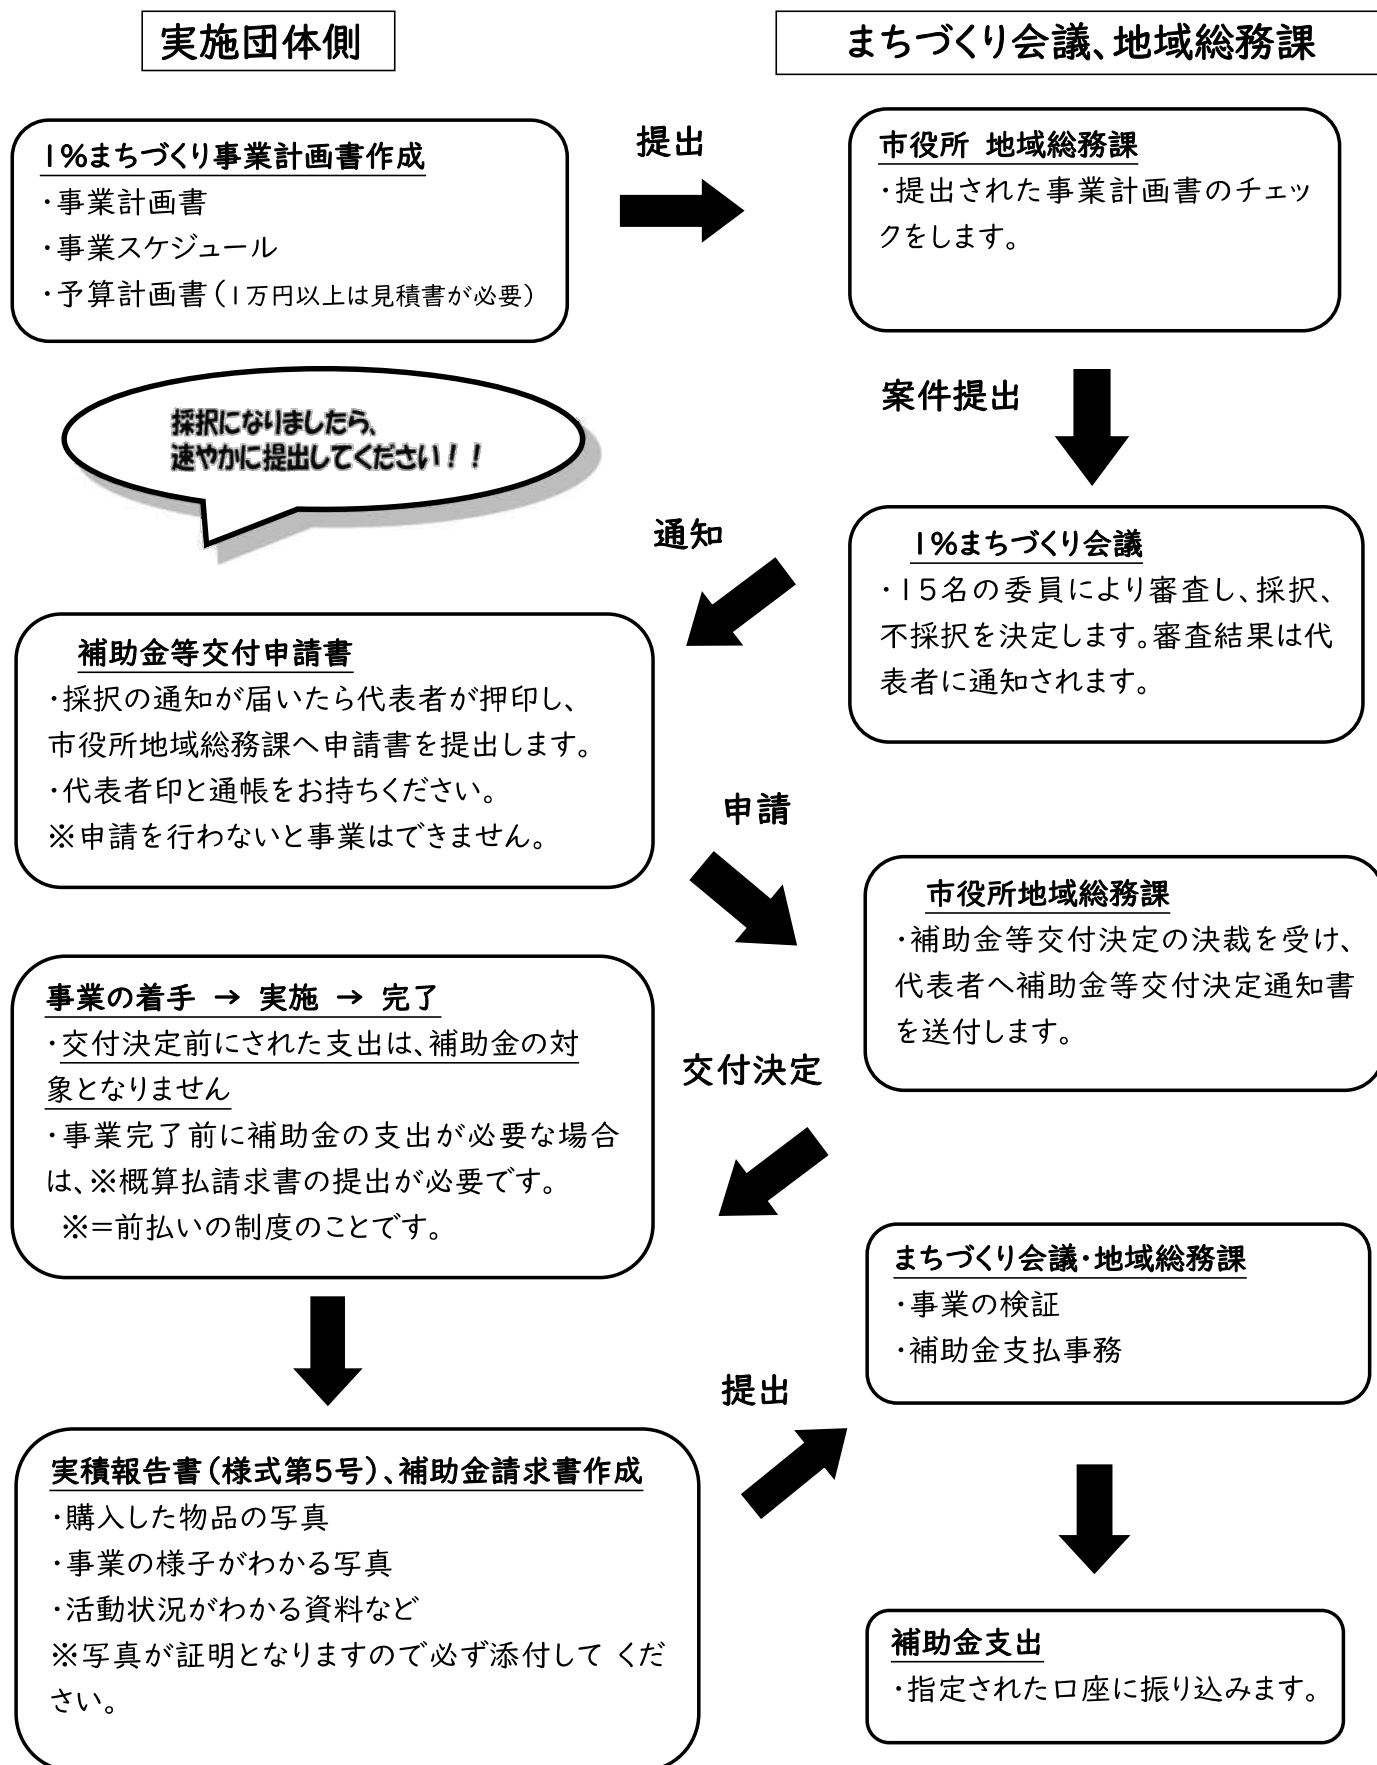 実施団体側
まちづくり会議、地域総務課
1%まちづくり事業計画書作成
・事業計画書
・事業スケジュール
・予算計画書（1万円以上は見積書が必要）
提出
市役所 地域総務課
・提出された事業計画書のチェッ
クをします。
案件提出
採択になりましたら、
速やかに提出してください！！
通知
1%まちづくり会議
・15名の委員により審査し、採択、
不採択を決定します。審査結果は代
表者に通知されます。
補助金等交付申請書
・採択の通知が届いたら代表者が押印し、
市役所地域総務課へ申請書を提出します。
・代表者印と通帳をお持ちください。
※申請を行わないと事業はできません。
申請
市役所地域総務課
・補助金等交付決定の決裁を受け、
代表者へ補助金等交付決定通知書
を送付します。
交付決定
事業の着手 → 実施 → 完了
・交付決定前にされた支出は、補助金の対
象となりません
・事業完了前に補助金の支出が必要な場合
は、※概算払請求書の提出が必要です。
※＝前払いの制度のことです。
まちづくり会議・地域総務課
・事業の検証
・補助金支払事務
提出
実積報告書（様式第5号）、補助金請求書作成
・購入した物品の写真
・事業の様子がわかる写真
・活動状況がわかる資料など
※写真が証明となりますので必ず添付して くだ
さい。
補助金支出
・指定された口座に振り込みます。